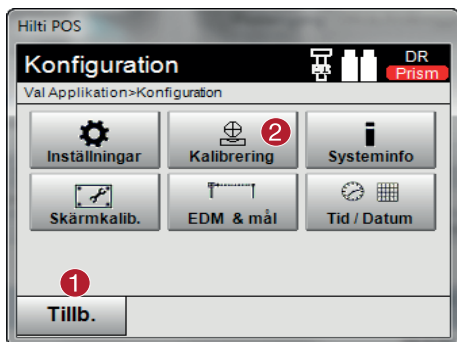 Hilti POS
Konfiguration
DR
Prism
Val Applikation>Konfiguration
Inställningar
Kalibrering
2
Systeminfo
Skärmkalib.
EDM & mål
Tid / Datum
1
Tillb.